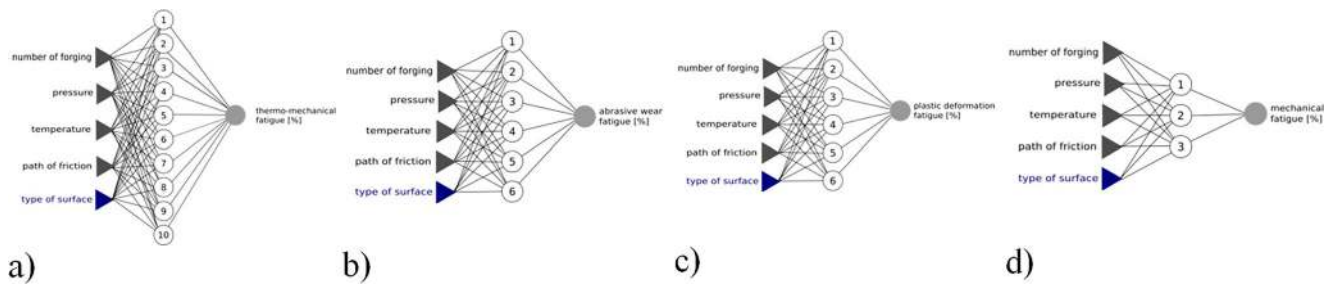 number of forging
pressure
temperature
path of friction
type of surface
1
2
3
4
5
6
7
8
9
10
thermo-mechanical
fatigue [%]
a)
number of forging
pressure
temperature
path of friction
type of surface
1
2
3
4
5
6
abrasive wear
fatigue [%]
b)
number of forging
pressure
temperature
path of friction
type of surface
1
2
3
4
5
6
plastic deformation
fatigue [%]
c)
number of forging
pressure
temperature
path of friction
type of surface
1
2
3
mechanical
fatigue [%]
d)